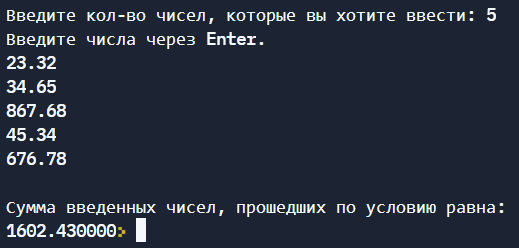 Введите кол-во чисел, которые вы хотите ввести: 5
Введите числа через Enter.
23.32
34.65
867.68
45.34
676.78
Сумма введенных чисел, прошедших по условию равна:
1602.430000>